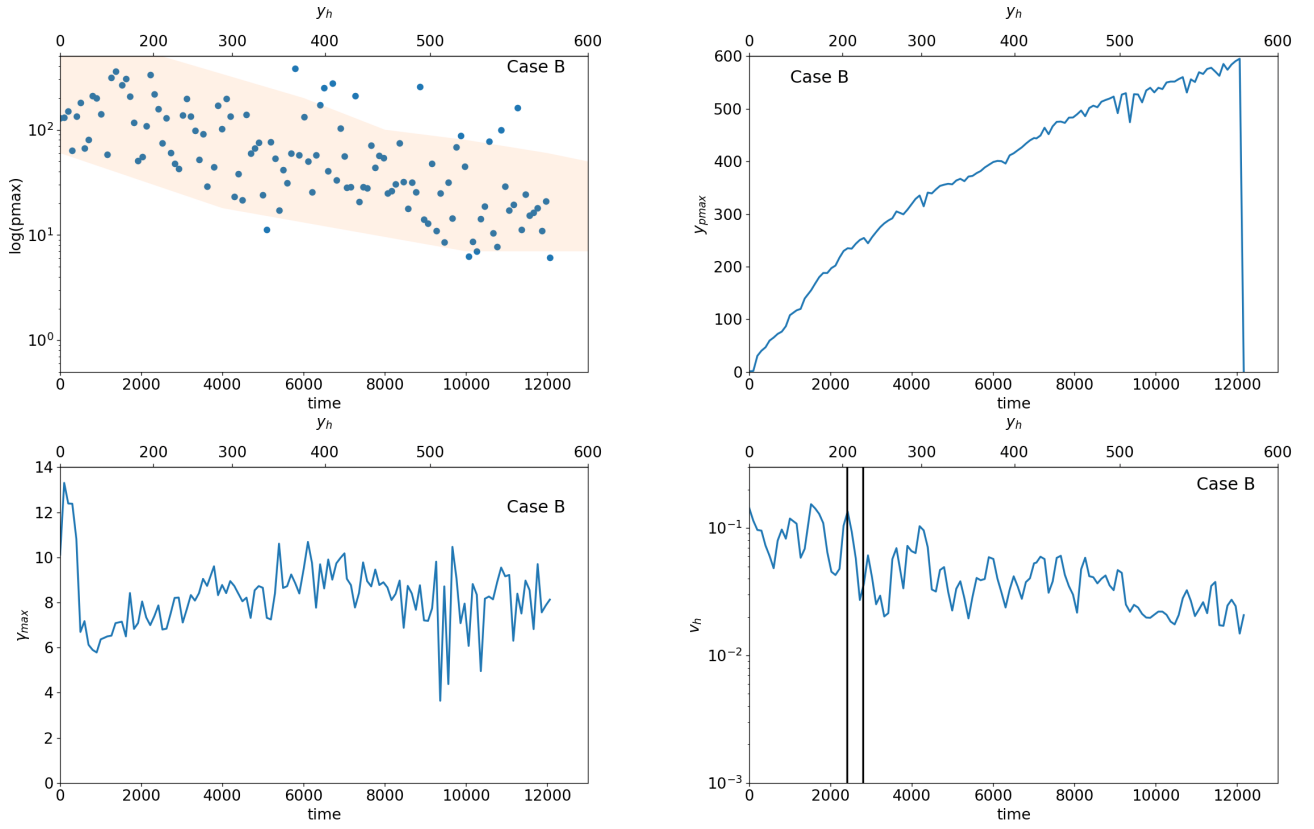 y_h
0 200 300 400 500 600
Case B
10^2
10^1
10^0
log(pmax)
0 2000 4000 6000 8000 10000 12000
time
y_h
0 200 300 400 500 600
Case B
600
500
400
300
200
100
0
y_pmax
0 2000 4000 6000 8000 10000 12000
time
y_h
0 200 300 400 500 600
Case B
14
12
10
8
6
4
2
0
γ_max
0 2000 4000 6000 8000 10000 12000
time
y_h
0 200 300 400 500 600
Case B
10^-1
10^-2
10^-3
v_h
0 2000 4000 6000 8000 10000 12000
time